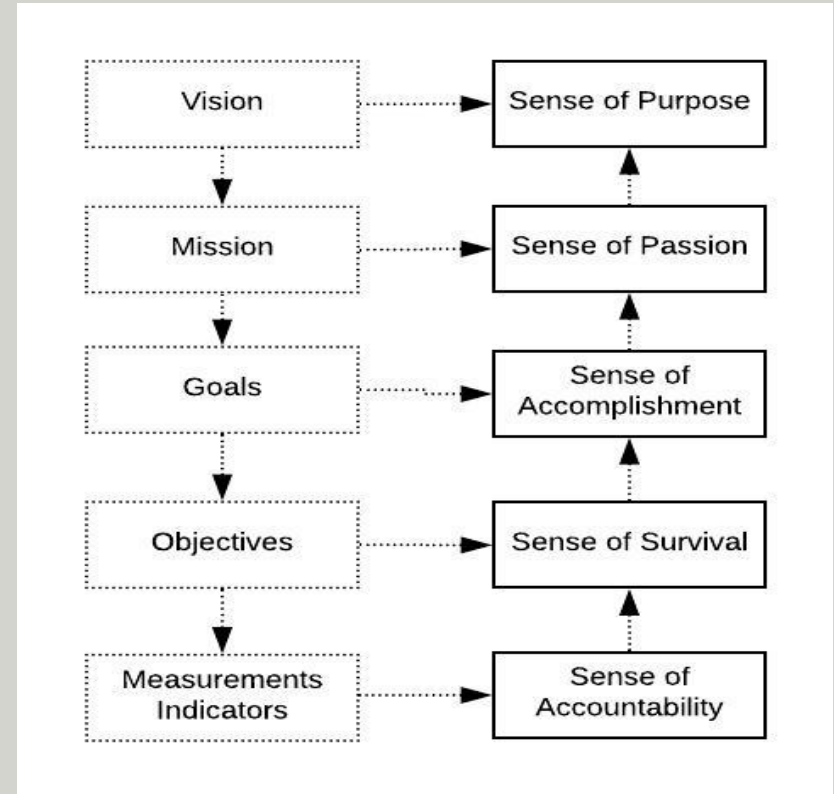 Vision
Sense of Purpose
Mission
Sense of Passion
Goals
Sense of
Accomplishment
Objectives
Sense of Survival
Measurements
Indicators
Sense of
Accountability